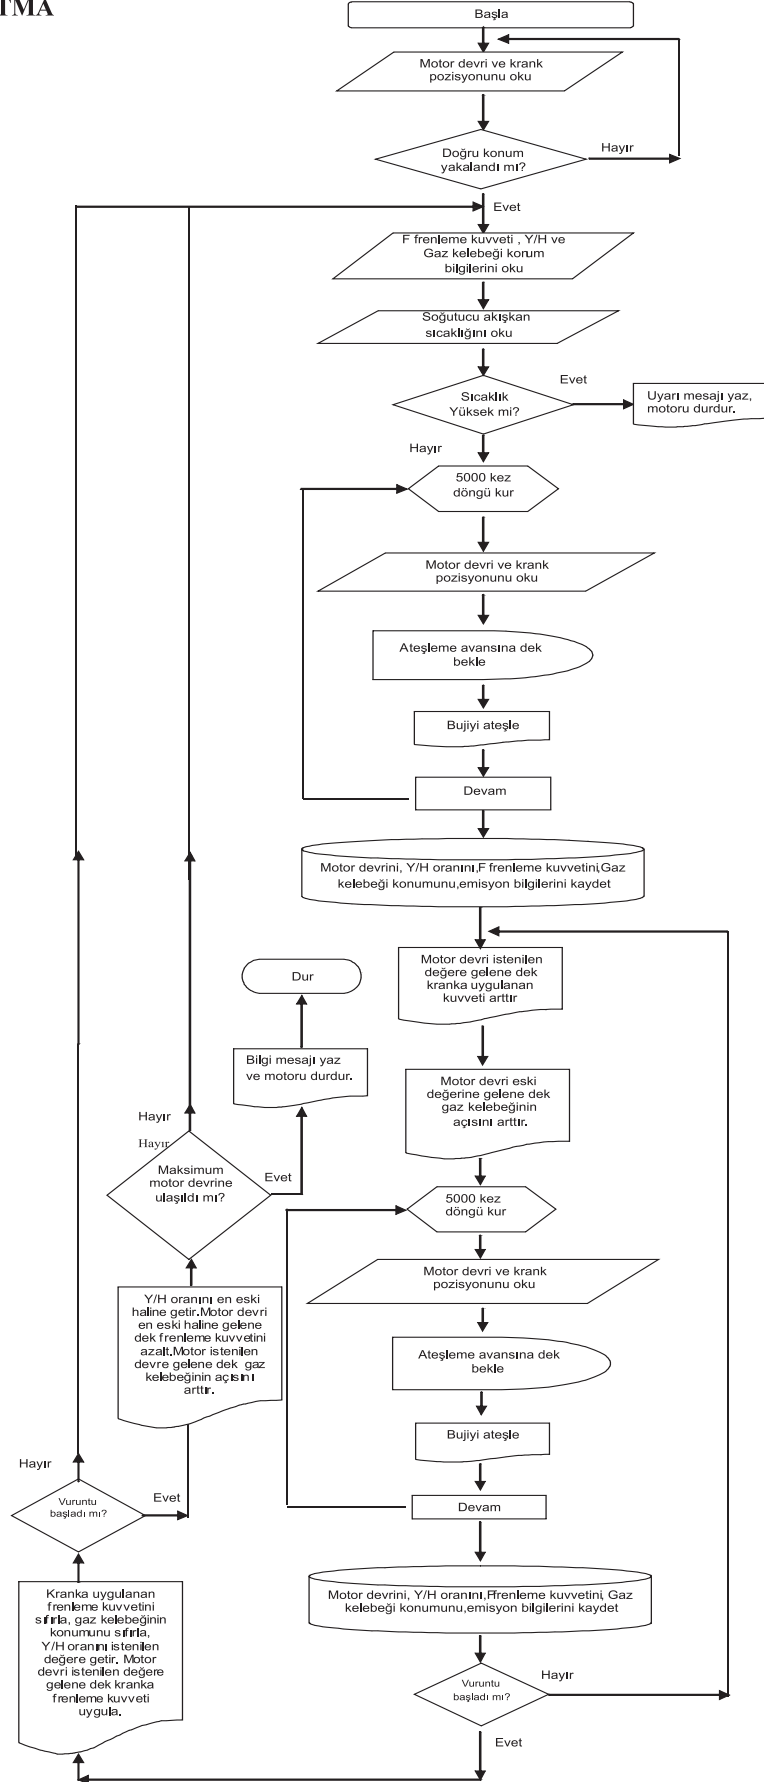 TMA
Başla
Motor devri ve krank
pozisyonunu oku
Doğru konum
yakalandı mı?
Hayır
Evet
F frenleme kuvveti , Y/H ve
Gaz kelebeği konum
bilgilerini oku
Soğutucu akışkan
sıcaklığını oku
Sıcaklık
Yüksek mi?
Evet
Uyarı mesajı yaz,
motoru durdur.
Hayır
5000 kez
döngü kur
Motor devri ve krank
pozisyonunu oku
Ateşleme avansına dek
bekle
Bujiyi ateşle
Devam
Motor devrini, Y/H oranını,F frenleme kuvvetini,Gaz
kelebeği konumunu,emisyon bilgilerini kaydet
Motor devri istenilen
değere gelene dek
kranka uygulanan
kuvveti arttır
Dur
Bilgi mesajı yaz
ve motoru durdur.
Motor devri eski
değerine gelene dek
gaz kelebeğinin
açısını arttır.
Hayır
Hayır
Maksimum
motor devrine
ulaşıldı mı?
Evet
5000 kez
döngü kur
Motor devri ve krank
pozisyonunu oku
Y/H oranını en eski
haline getir.Motor devri
en eski haline gelene
dek frenleme kuvvetini
azalt.Motor istenilen
devre gelene dek gaz
kelebeğinin açısını
arttır.
Ateşleme avansına dek
bekle
Bujiyi ateşle
Hayır
Vuruntu
başladı mı?
Evet
Devam
Motor devrini, Y/H oranını,Ffrenleme kuvvetini, Gaz
kelebeği konumunu,emisyon bilgilerini kaydet
Kranka uygulanan
frenleme kuvvetini
sıfırla, gaz kelebeğinin
konumunu sıfırla,
Y/H oranını istenilen
değere getir. Motor
devri istenilen değere
gelene dek kranka
frenleme kuvveti
uygula.
Vuruntu
başladı mı?
Hayır
Evet